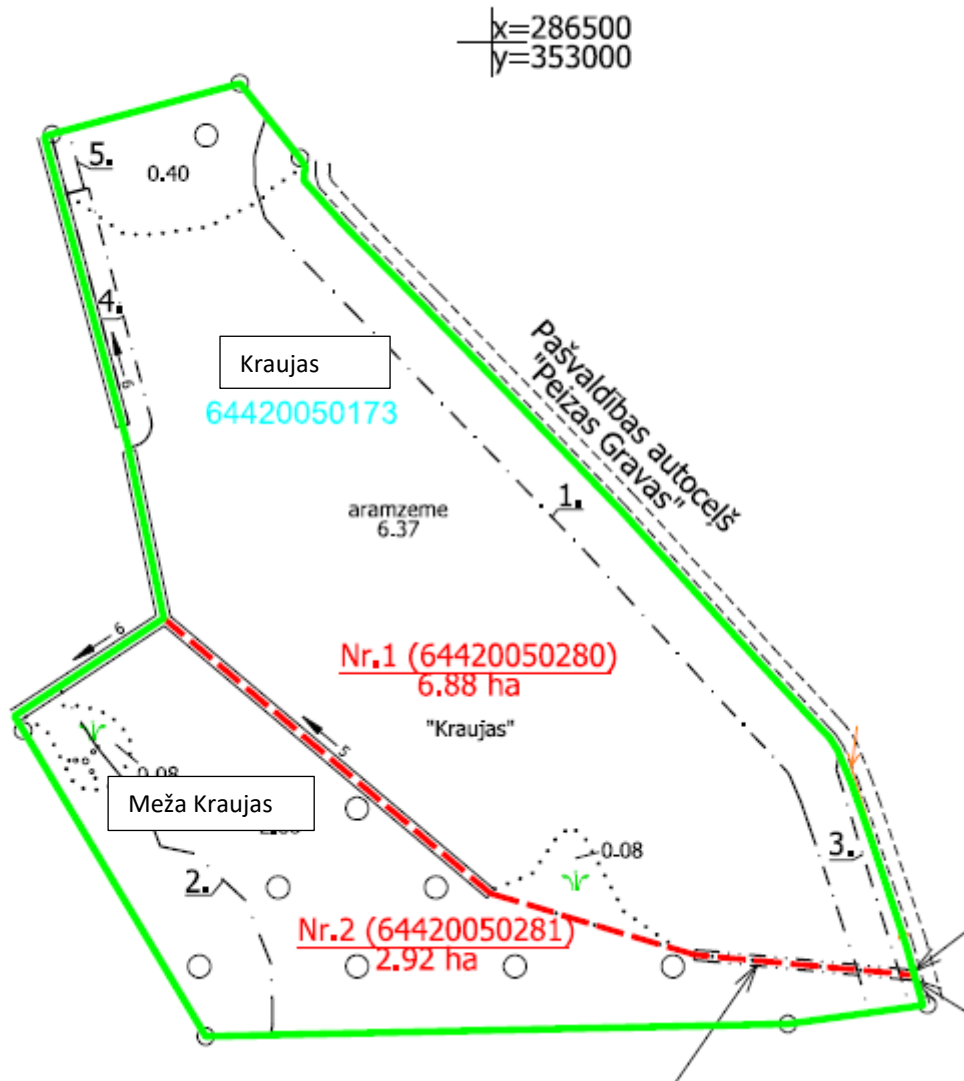 x=286500
y=353000
5.
0.40
4.
6
Kraujas
64420050173
Pašvaldības autoceļš
"Peizas Gravas"
1.
aramzeme
6.37
6
Nr.1 (64420050280)
6.88 ha
"Kraujas"
5
0.08
Meža Kraujas
2.
0.08
3.
Nr.2 (64420050281)
2.92 ha